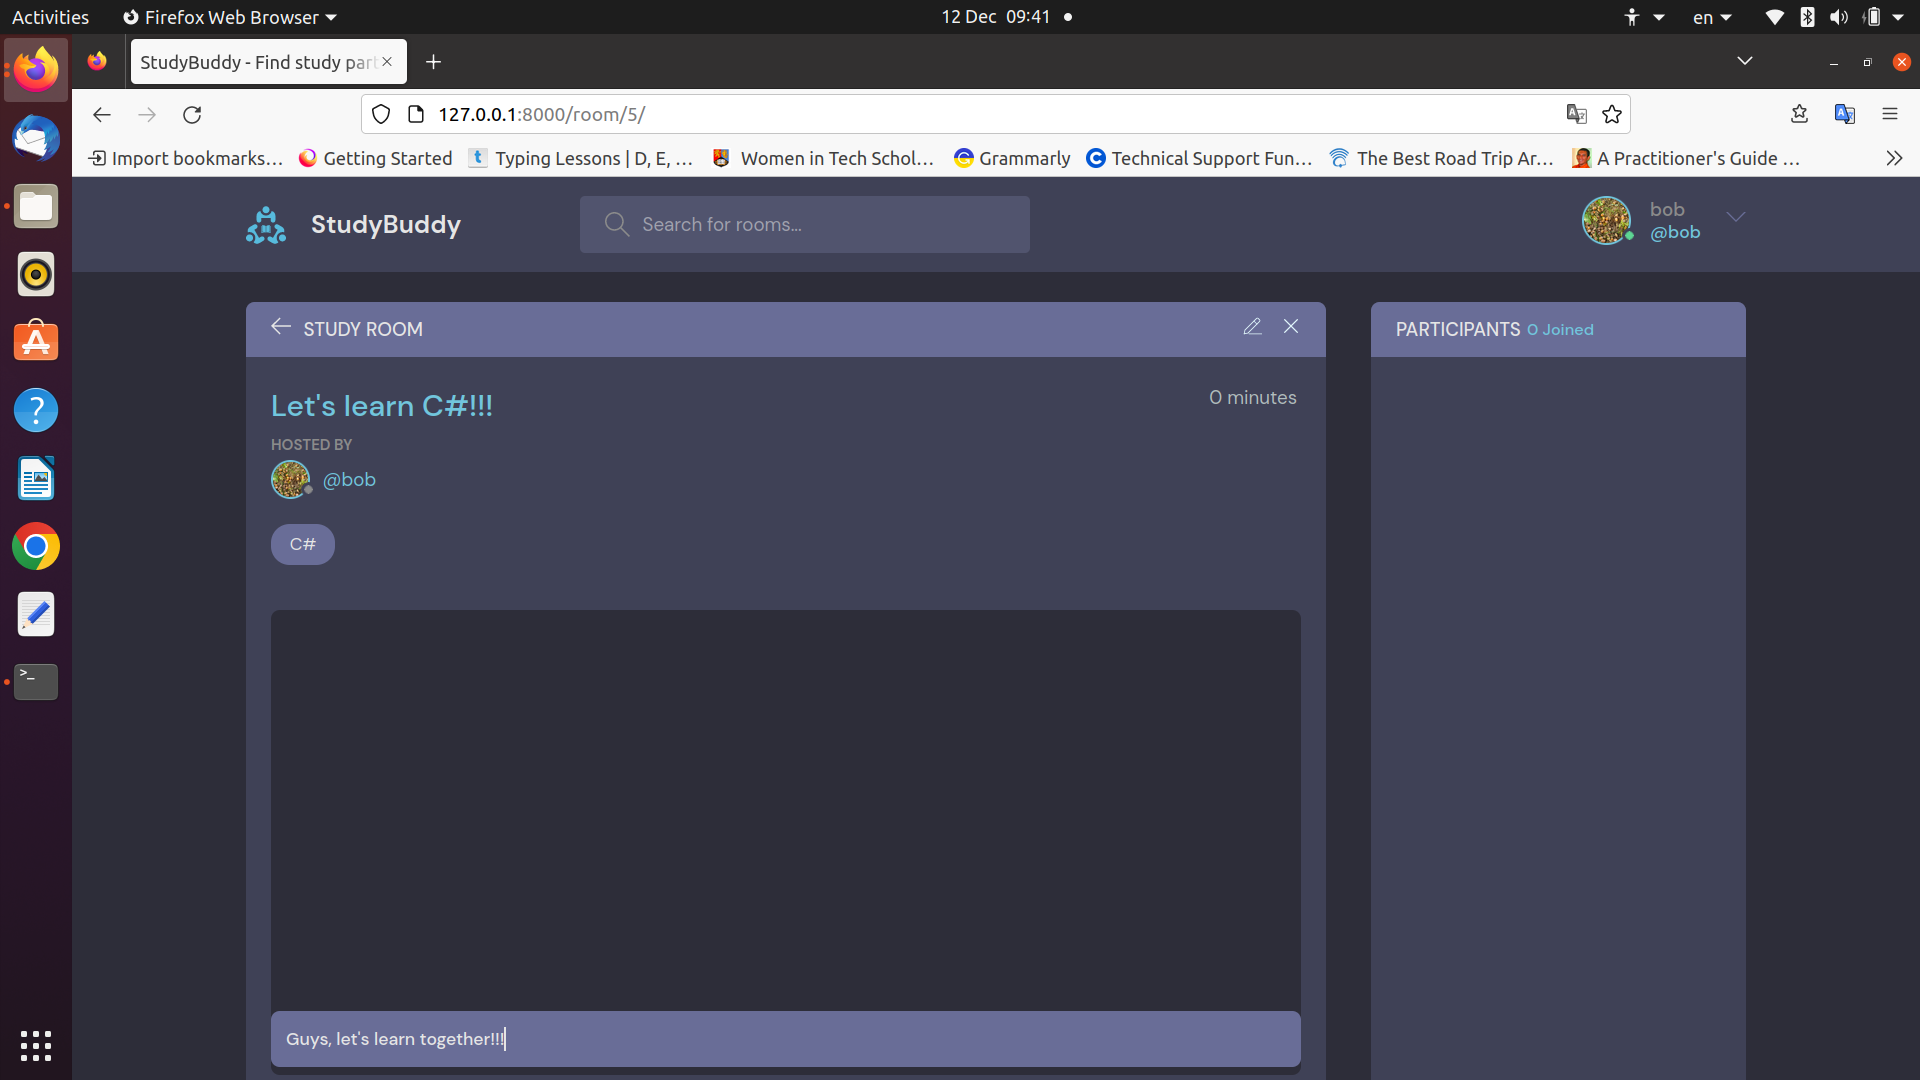 Activities
Firefox Web Browser
12 Dec 09:41
en
StudyBuddy - Find study par
127.0.0.1:8000/room/5/
Import bookmarks...
Getting Started
Typing Lessons | D, E, ...
Women in Tech Schol...
Grammarly
Technical Support Fun...
The Best Road Trip Ar...
A Practitioner's Guide ...
StudyBuddy
Search for rooms...
bob
@bob
STUDY ROOM
PARTICIPANTS 0 Joined
Let's learn C#!!!
0 minutes
HOSTED BY
@bob
C#
Guys, let's learn together!!!